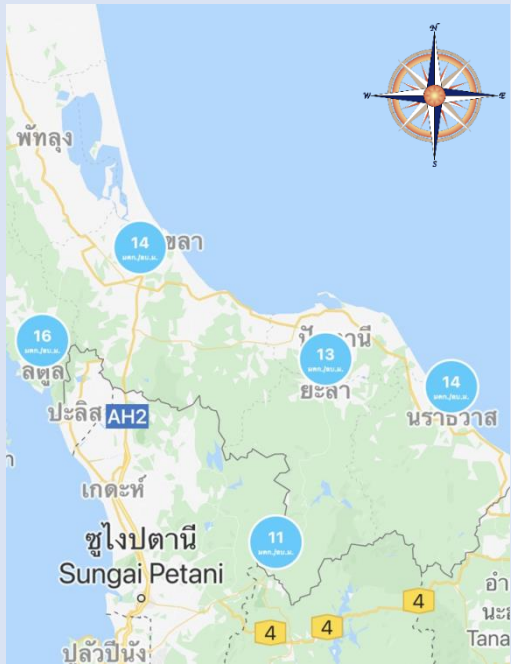 N
W
E
S
พัทลุง
14
มคก./ลบ.ม.
ขลา
16
มคก./ลบ.ม.
สตูล
13
มคก./ลบ.ม.
ยะลา
14
มคก./ลบ.ม.
นราธิวาส
ปะลิส
AH2
เกดะห์
11
มคก./ลบ.ม.
ซูไงปตานี
Sungai Petani
4
4
4
อำ
Tana
ปูลัวปีนัง